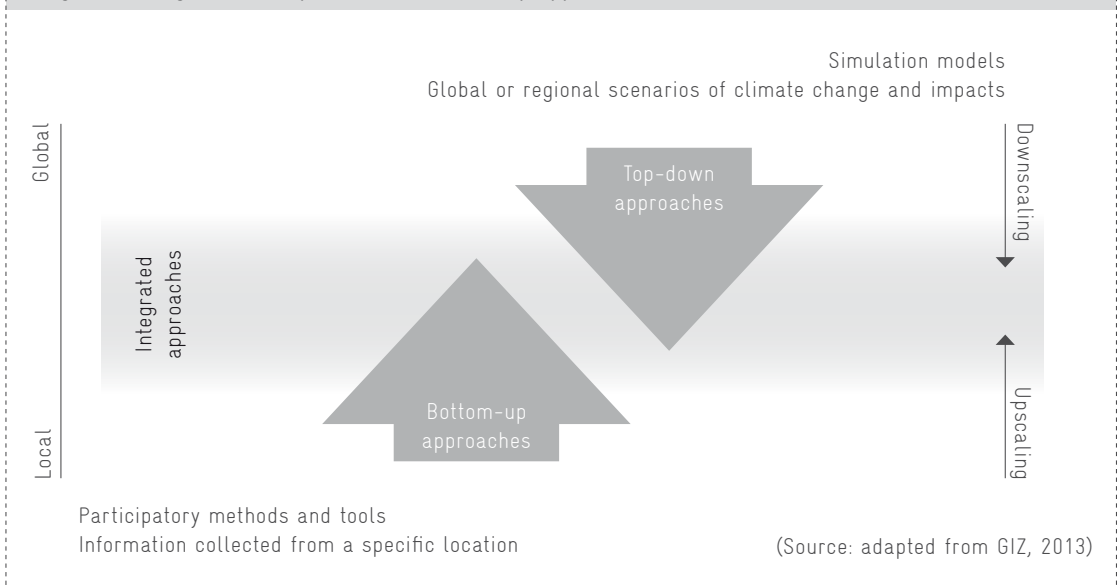 Simulation models
Global or regional scenarios of climate change and impacts
Global
Downscaling
Top-down
approaches
Integrated
approaches
Bottom-up
approaches
Local
Upscaling
Participatory methods and tools
Information collected from a specific location
(Source: adapted from GIZ, 2013)